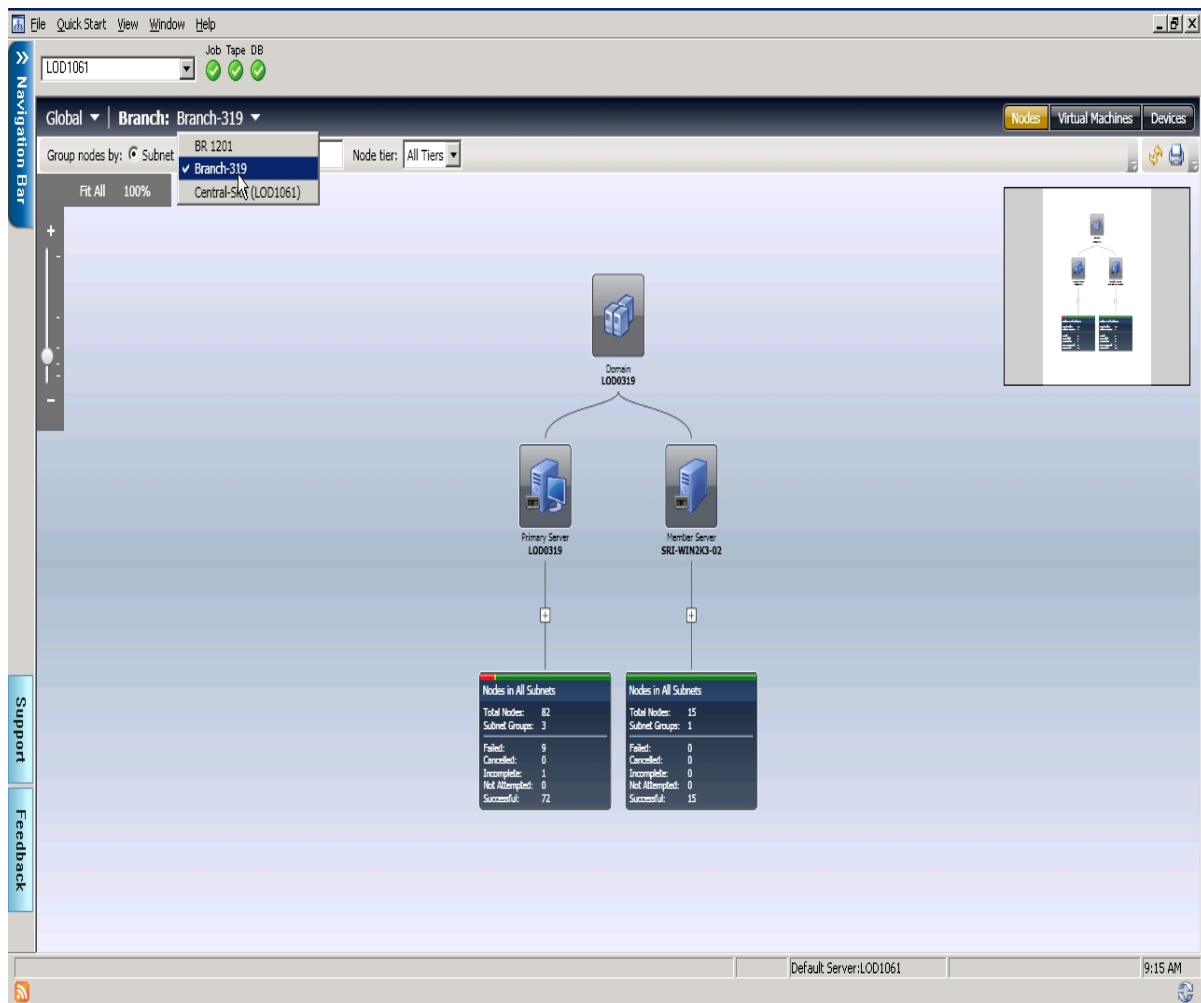 File Quick Start View Window Help
Navigation Bar
LOD1061
Job Tape DB
Global Branch: Branch-319
Nodes Virtual Machines Devices
Group nodes by: Subnet Node tier: All Tiers
BR 1201
Branch-319
(LOD1061)
Fit All 100%
Domain
LOD0319
Primary Server
LOD0319
Member Server
SRI-WIN2K3-02
Nodes in All Subnets
Total Nodes: 82
Subnet Groups: 3
Failed: 9
Cancelled: 0
Incomplete: 1
Not Attempted: 0
Successful: 72
Nodes in All Subnets
Total Nodes: 15
Subnet Groups: 1
Failed: 0
Cancelled: 0
Incomplete: 0
Not Attempted: 0
Successful: 15
Support
Feedback
Default Server:LOD1061
9:15 AM